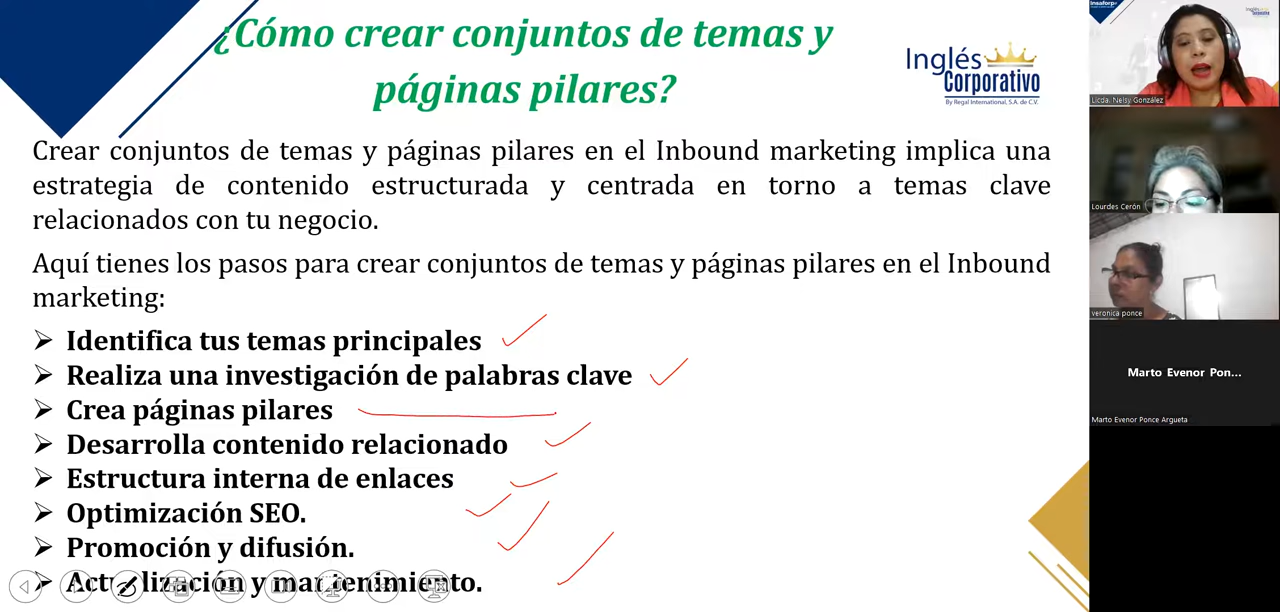 ¿Cómo crear conjuntos de temas y
páginas pilares?
Inglés
Corporativo
By Regal International, S.A. de C.V.
Crear conjuntos de temas y páginas pilares en el Inbound marketing implica una
estrategia de contenido estructurada y centrada en torno a temas clave
relacionados con tu negocio.
Aquí tienes los pasos para crear conjuntos de temas y páginas pilares en el Inbound
marketing:
Identifica tus temas principales
Realiza una investigación de palabras clave
Crea páginas pilares
Desarrolla contenido relacionado
Estructura interna de enlaces
Optimización SEO.
Promoción y difusión.
Actualización y mantenimiento.
Insaforp
Licda. Nelsy González
Lourdes Cerón
veronica ponce
Marto Evenor Pon...
Marto Evenor Ponce Argueta